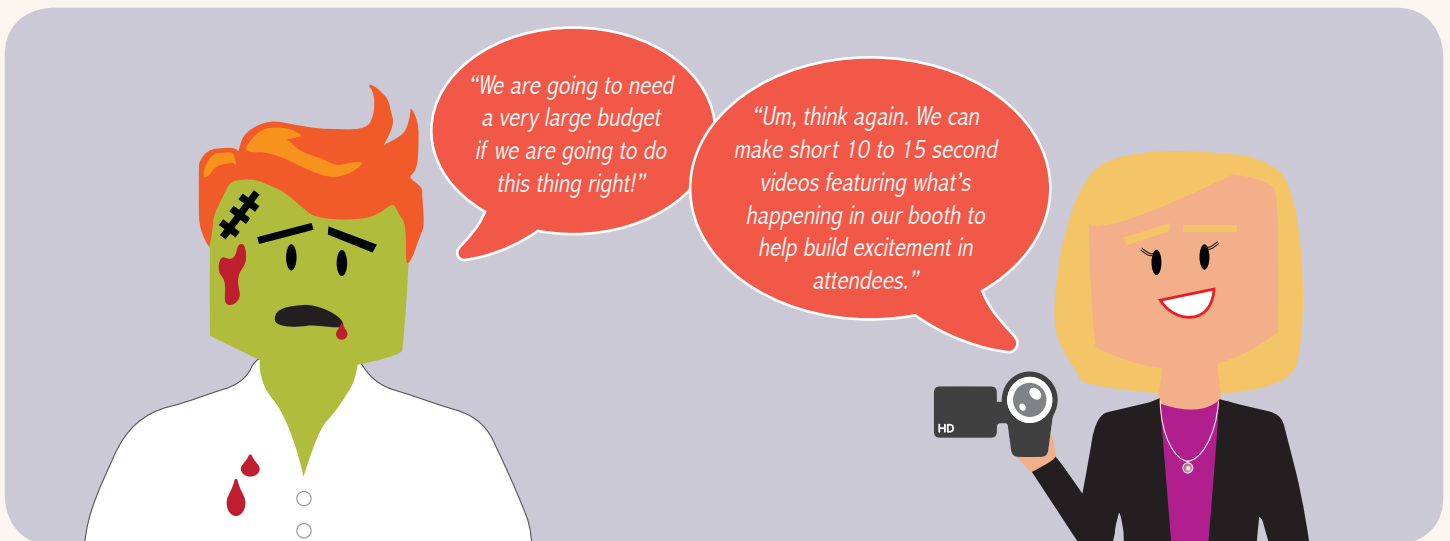 “We are going to need
a very large budget
if we are going to do
this thing right!”
“Um, think again. We can
make short 10 to 15 second
videos featuring what’s
happening in our booth to
help build excitement in
attendees.”
HD